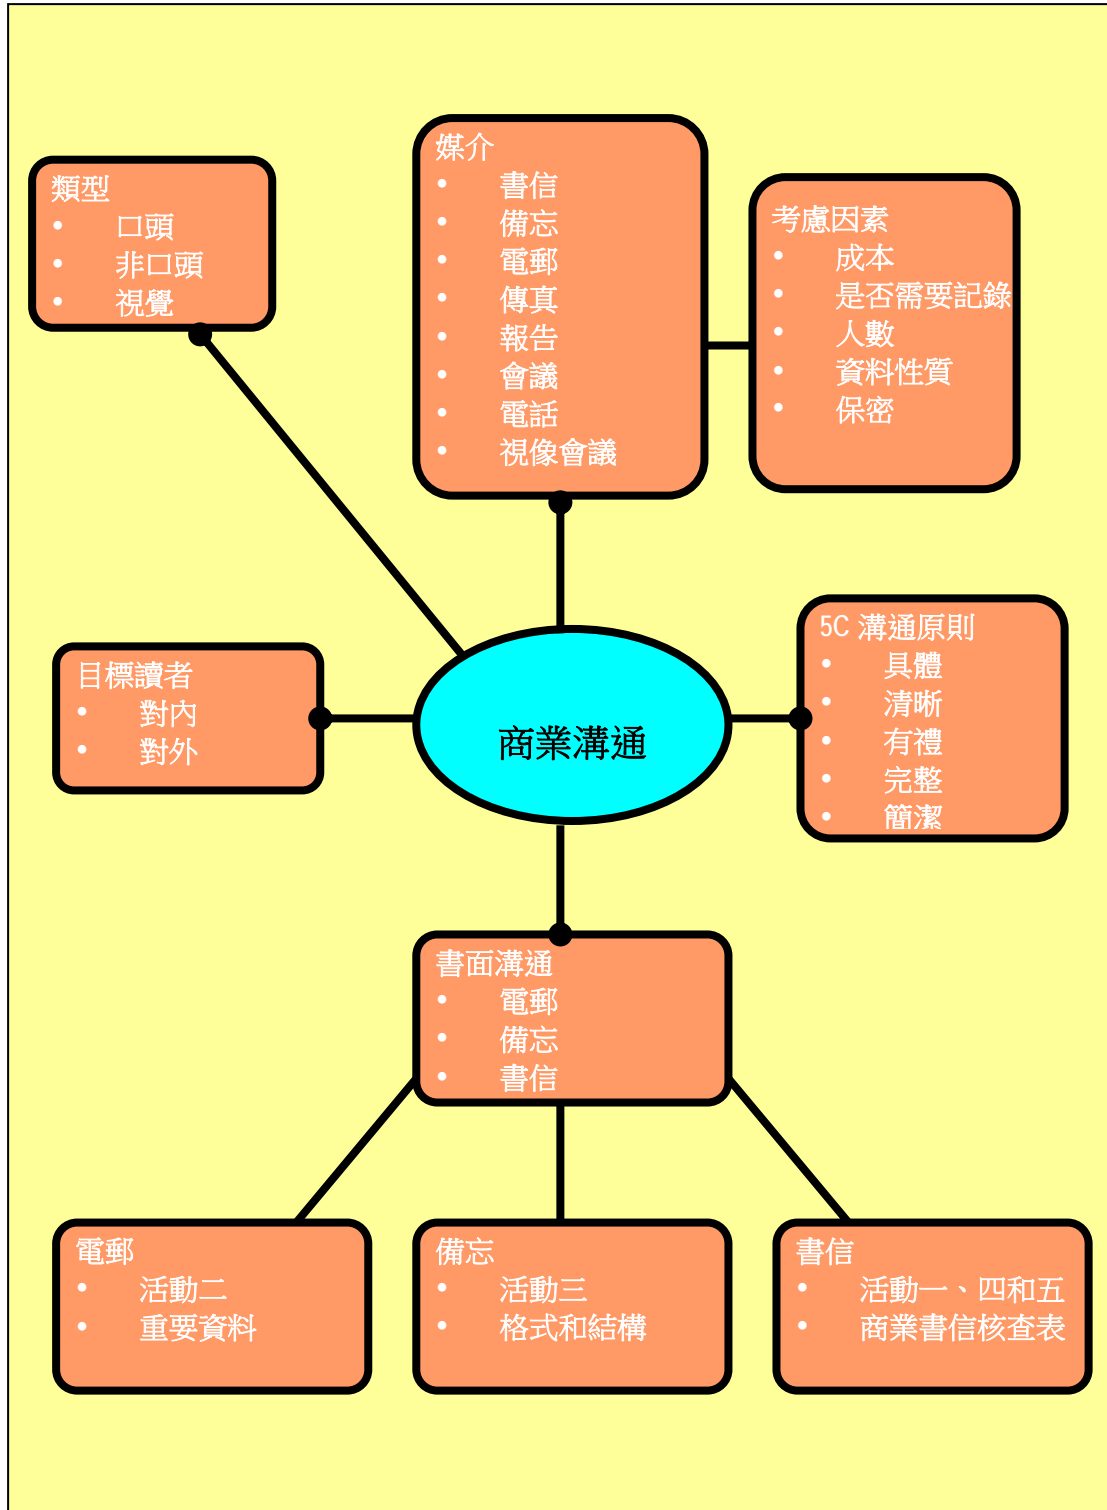 類型
• 口頭
• 非口頭
• 視覺
媒介
• 書信
• 備忘
• 電郵
• 傳真
• 報告
• 會議
• 電話
• 視像會議
考慮因素
• 成本
• 是否需要記錄
• 人數
• 資料性質
• 保密
目標讀者
• 對內
• 對外
商業溝通
5C 溝通原則
• 具體
• 清晰
• 有禮
• 完整
• 簡潔
書面溝通
• 電郵
• 備忘
• 書信
電郵
• 活動二
• 重要資料
備忘
• 活動三
• 格式和結構
書信
• 活動一、四和五
• 商業書信核查表